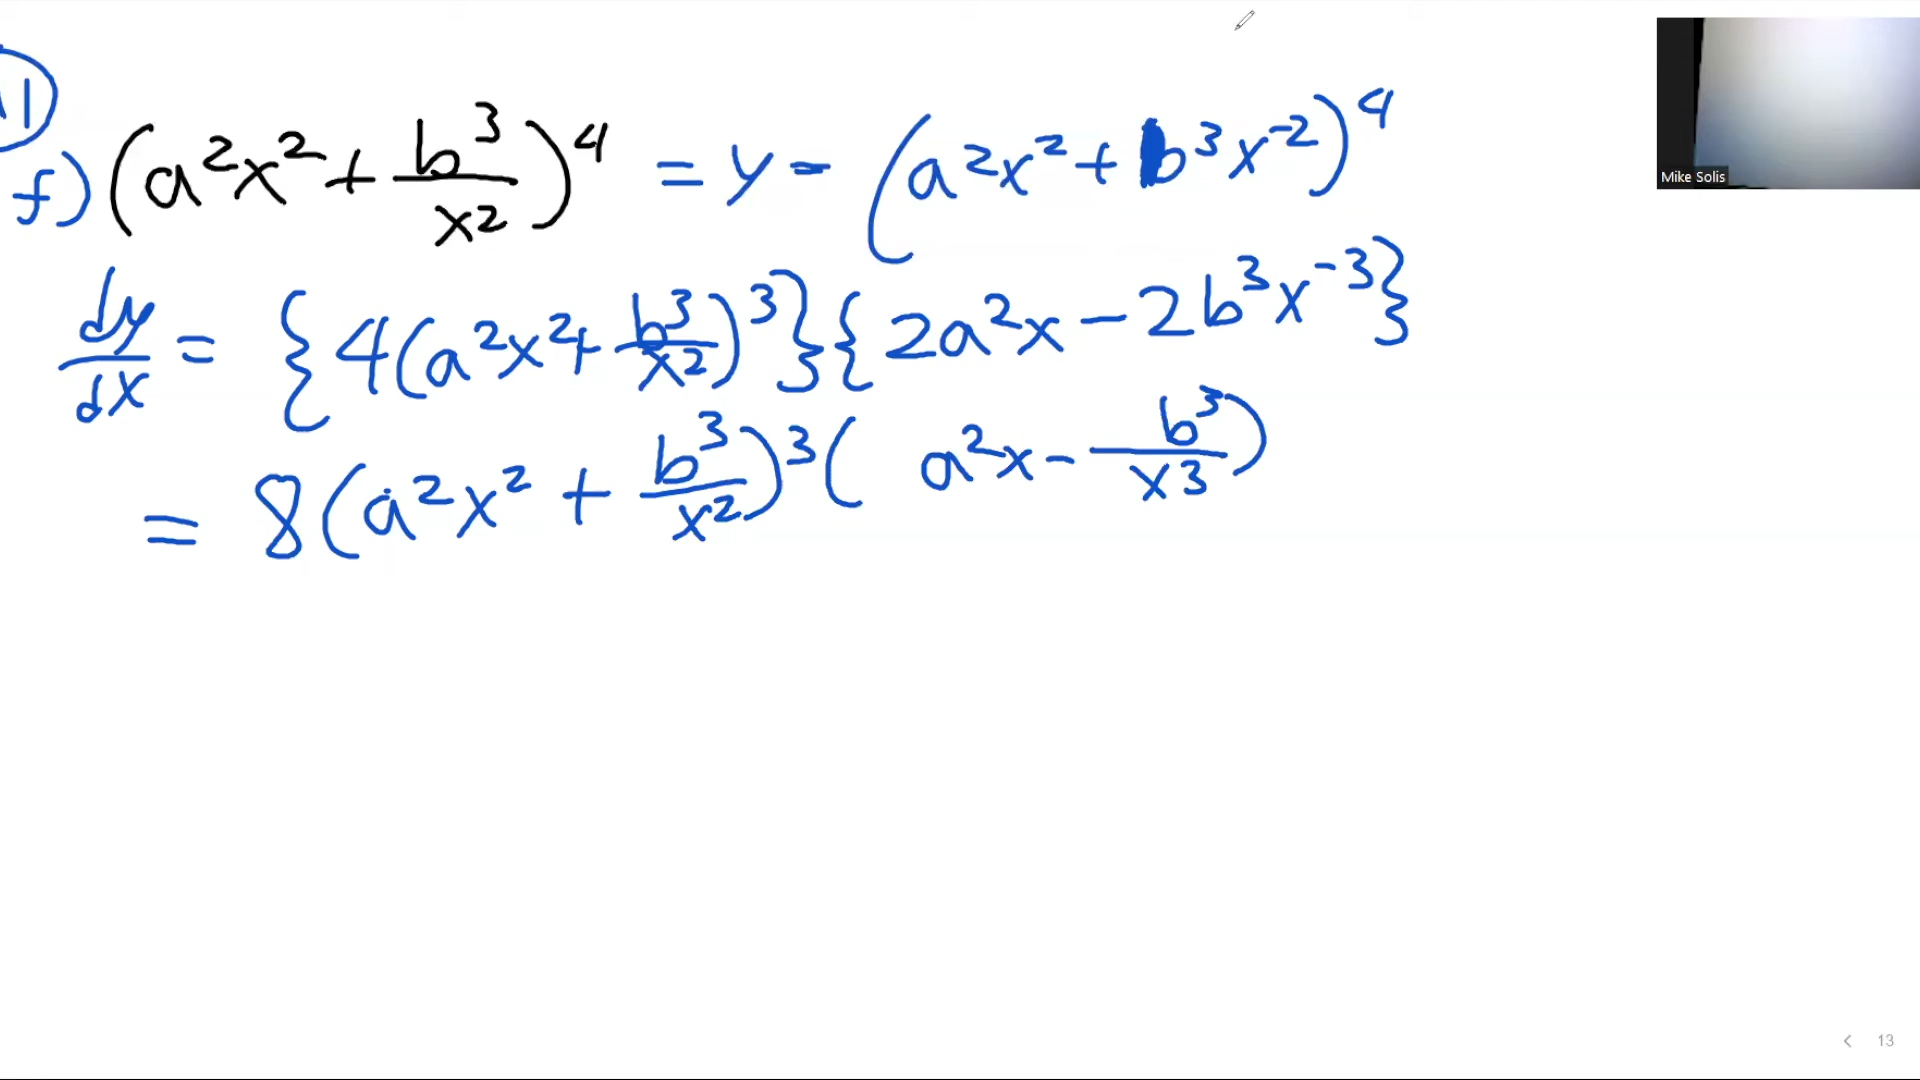 11
f) (a²x² + b³/x²)⁴ = y = (a²x² + b³x⁻²)⁴
dy/dx = {4(a²x² + b³/x²)³}{2a²x - 2b³x⁻³}
= 8(a²x² + b³/x²)³(a²x - b³/x³)
Mike Solis
< 13